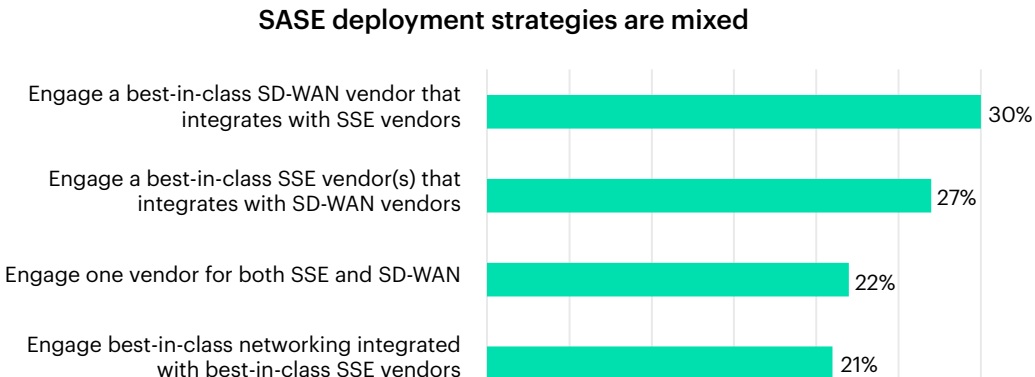 SASE deployment strategies are mixed
Engage a best-in-class SD-WAN vendor that
integrates with SSE vendors
30%
Engage a best-in-class SSE vendor(s) that
integrates with SD-WAN vendors
27%
Engage one vendor for both SSE and SD-WAN
22%
Engage best-in-class networking integrated
with best-in-class SSE vendors
21%